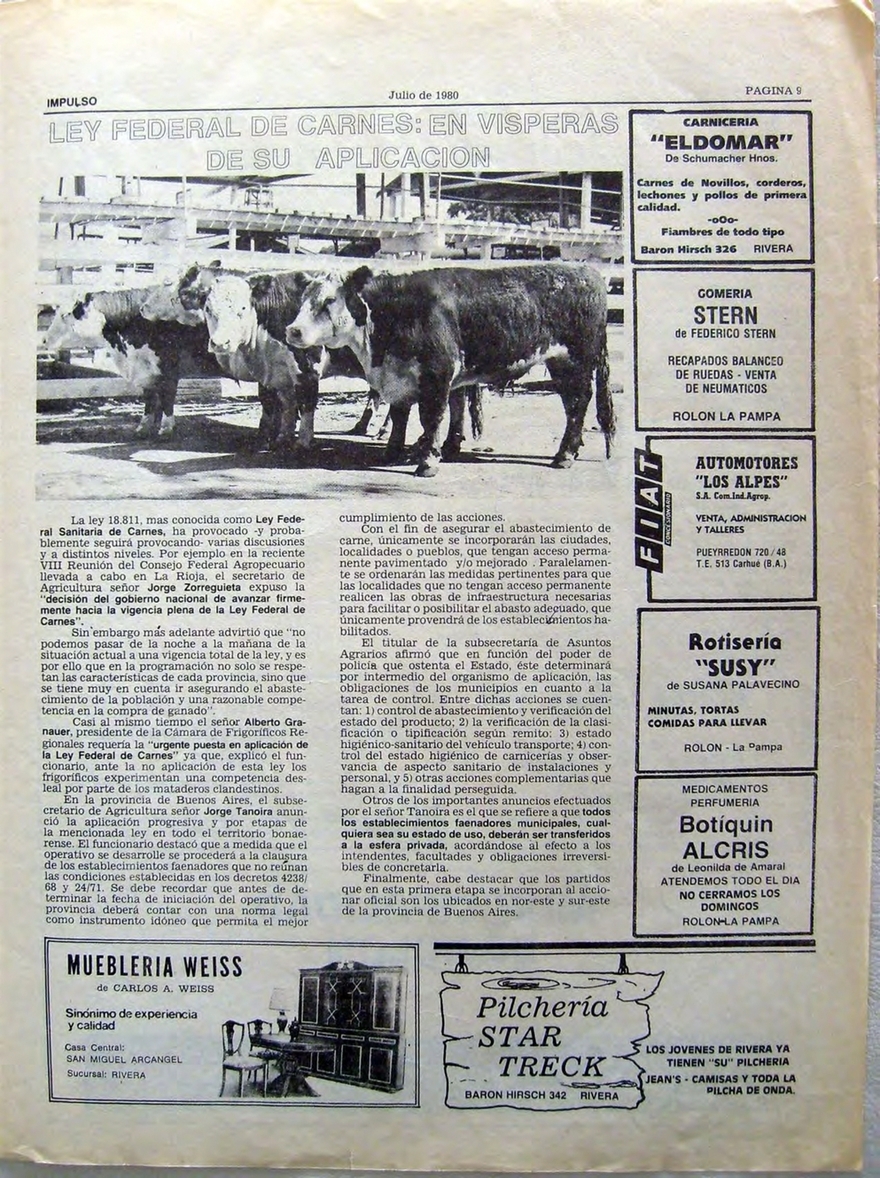 IMPULSO
Julio de 1980
PAGINA 9
LEY FEDERAL DE CARNES: EN VISPERAS
DE SU APLICACION
La ley 18.811, mas conocida como Ley Fede-
ral Sanitaria de Carnes, ha provocado -y proba-
blemente seguirá provocando- varias discusiones
y a distintos niveles. Por ejemplo en la reciente
VIII Reunión del Consejo Federal Agropecuario
llevada a cabo en La Rioja, el secretario de
Agricultura señor Jorge Zorreguieta expuso la
"decisión del gobierno nacional de avanzar firme-
mente hacia la vigencia plena de la Ley Federal de
Carnes".
Sin embargo más adelante advirtió que "no
podemos pasar de la noche a la mañana de la
situación actual a una vigencia total de la ley, y es
por ello que en la programación no solo se respe-
tan las características de cada provincia, sino que
se tiene muy en cuenta ir asegurando el abaste-
cimiento de la población y una razonable compe-
tencia en la compra de ganado".
Casi al mismo tiempo el señor Alberto Gra-
nauer, presidente de la Cámara de Frigoríficos Re-
gionales requería la "urgente puesta en aplicación de
la Ley Federal de Carnes" ya que, explicó el fun-
cionario, ante la no aplicación de esta ley los
frigoríficos experimentan una competencia des-
leal por parte de los mataderos clandestinos.
En la provincia de Buenos Aires, el subse-
cretario de Agricultura señor Jorge Tanoira anun-
ció la aplicación progresiva y por etapas de
la mencionada ley en todo el territorio bonae-
rense. El funcionario destacó que a medida que el
operativo se desarrolle se procederá a la clausura
de los establecimientos faenadores que no reúnan
las condiciones establecidas en los decretos 4238/
68 y 24/71. Se debe recordar que antes de de-
terminar la fecha de iniciación del operativo, la
provincia deberá contar con una norma legal
como instrumento idóneo que permita el mejor
cumplimiento de las acciones.
Con el fin de asegurar el abastecimiento de
carne, únicamente se incorporarán las ciudades,
localidades o pueblos, que tengan acceso perma-
nente pavimentado y/o mejorado . Paralelamen-
te se ordenarán las medidas pertinentes para que
las localidades que no tengan acceso permanente
realicen las obras de infraestructura necesarias
para facilitar o posibilitar el abasto adecuado, que
únicamente provendrá de los establecimientos ha-
bilitados.
El titular de la subsecretaría de Asuntos
Agrarios afirmó que en función del poder de
policía que ostenta el Estado, éste determinará
por intermedio del organismo de aplicación, las
obligaciones de los municipios en cuanto a la
tarea de control. Entre dichas acciones se cuen-
tan: 1) control de abastecimiento y verificación del
estado del producto; 2) la verificación de la clasi-
ficación o tipificación según remito: 3) estado
higiénico-sanitario del vehículo transporte; 4) con-
trol del estado higiénico de carnicerías y obser-
vancia de aspecto sanitario de instalaciones y
personal, y 5) otras acciones complementarias que
hagan a la finalidad perseguida.
Otros de los importantes anuncios efectuados
por el señor Tanoira es el que se refiere a que todos
los establecimientos faenadores municipales, cual-
quiera sea su estado de uso, deberán ser transferidos
a la esfera privada, acordándose al efecto a los
intendentes, facultades y obligaciones irreversi-
bles de concretarla.
Finalmente, cabe destacar que los partidos
que en esta primera etapa se incorporan al accio-
nar oficial son los ubicados en nor-este y sur-este
de la provincia de Buenos Aires.
CARNICERIA
"ELDOMAR"
De Schumacher Hnos.
Carnes de Novillos, corderos,
lechones y pollos de primera
calidad.
-oOo-
Fiambres de todo tipo
Baron Hirsch 326 RIVERA
GOMERIA
STERN
de FEDERICO STERN
RECAPADOS BALANCEO
DE RUEDAS - VENTA
DE NEUMATICOS
ROLON LA PAMPA
FIAT
CONCESIONARIO
AUTOMOTORES
"LOS ALPES"
S.A. Com.Ind.Agrop.
VENTA, ADMINISTRACION
Y TALLERES
PUEYRREDON 720/48
T.E. 513 Carhué (B.A.)
Rotisería
"SUSY"
de SUSANA PALAVECINO
MINUTAS, TORTAS
COMIDAS PARA LLEVAR
ROLON - La Pampa
MEDICAMENTOS
PERFUMERIA
Botíquin
ALCRIS
de Leonilda de Amaral
ATENDEMOS TODO EL DIA
NO CERRAMOS LOS
DOMINGOS
ROLON-LA PAMPA
MUEBLERIA WEISS
de CARLOS A. WEISS
Sinónimo de experiencia
y calidad
Casa Central:
SAN MIGUEL ARCANGEL
Sucursal: RIVERA
Pilchería
STAR
TRECK
BARON HIRSCH 342 RIVERA
LOS JOVENES DE RIVERA YA
TIENEN "SU" PILCHERIA
JEAN'S - CAMISAS Y TODA LA
PILCHA DE ONDA.